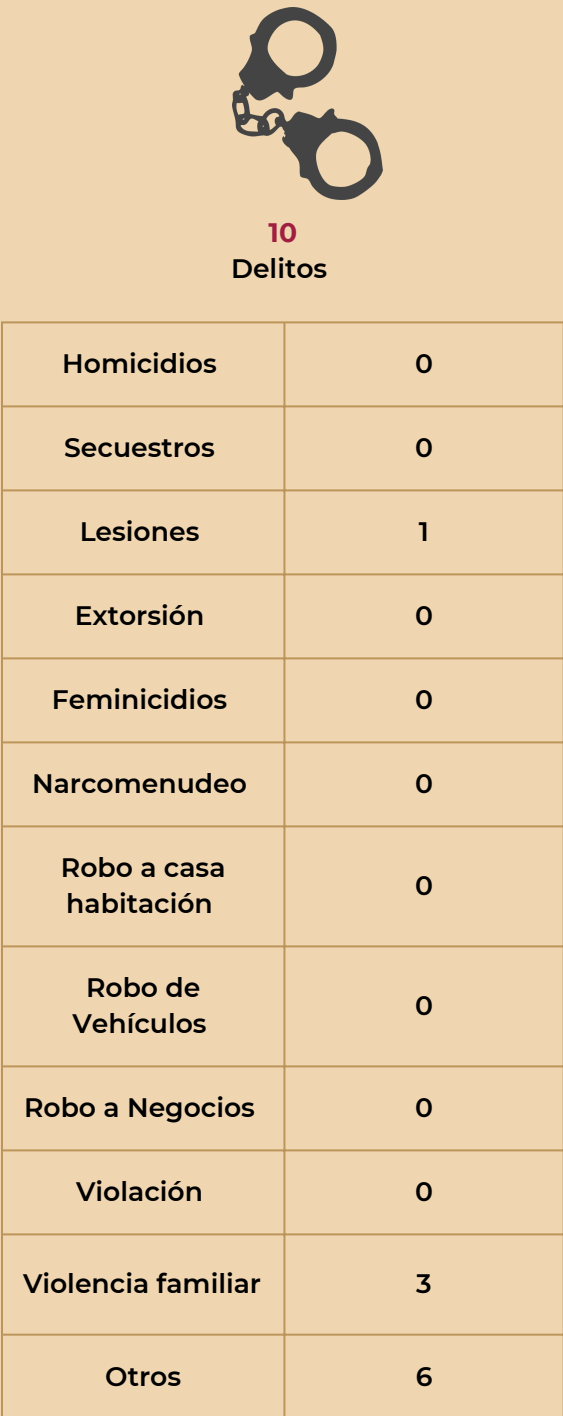 10
Delitos
Homicidios 0
Secuestros 0
Lesiones 1
Extorsión 0
Feminicidios 0
Narcomenudeo 0
Robo a casa
habitación 0
Robo de
Vehículos 0
Robo a Negocios 0
Violación 0
Violencia familiar 3
Otros 6